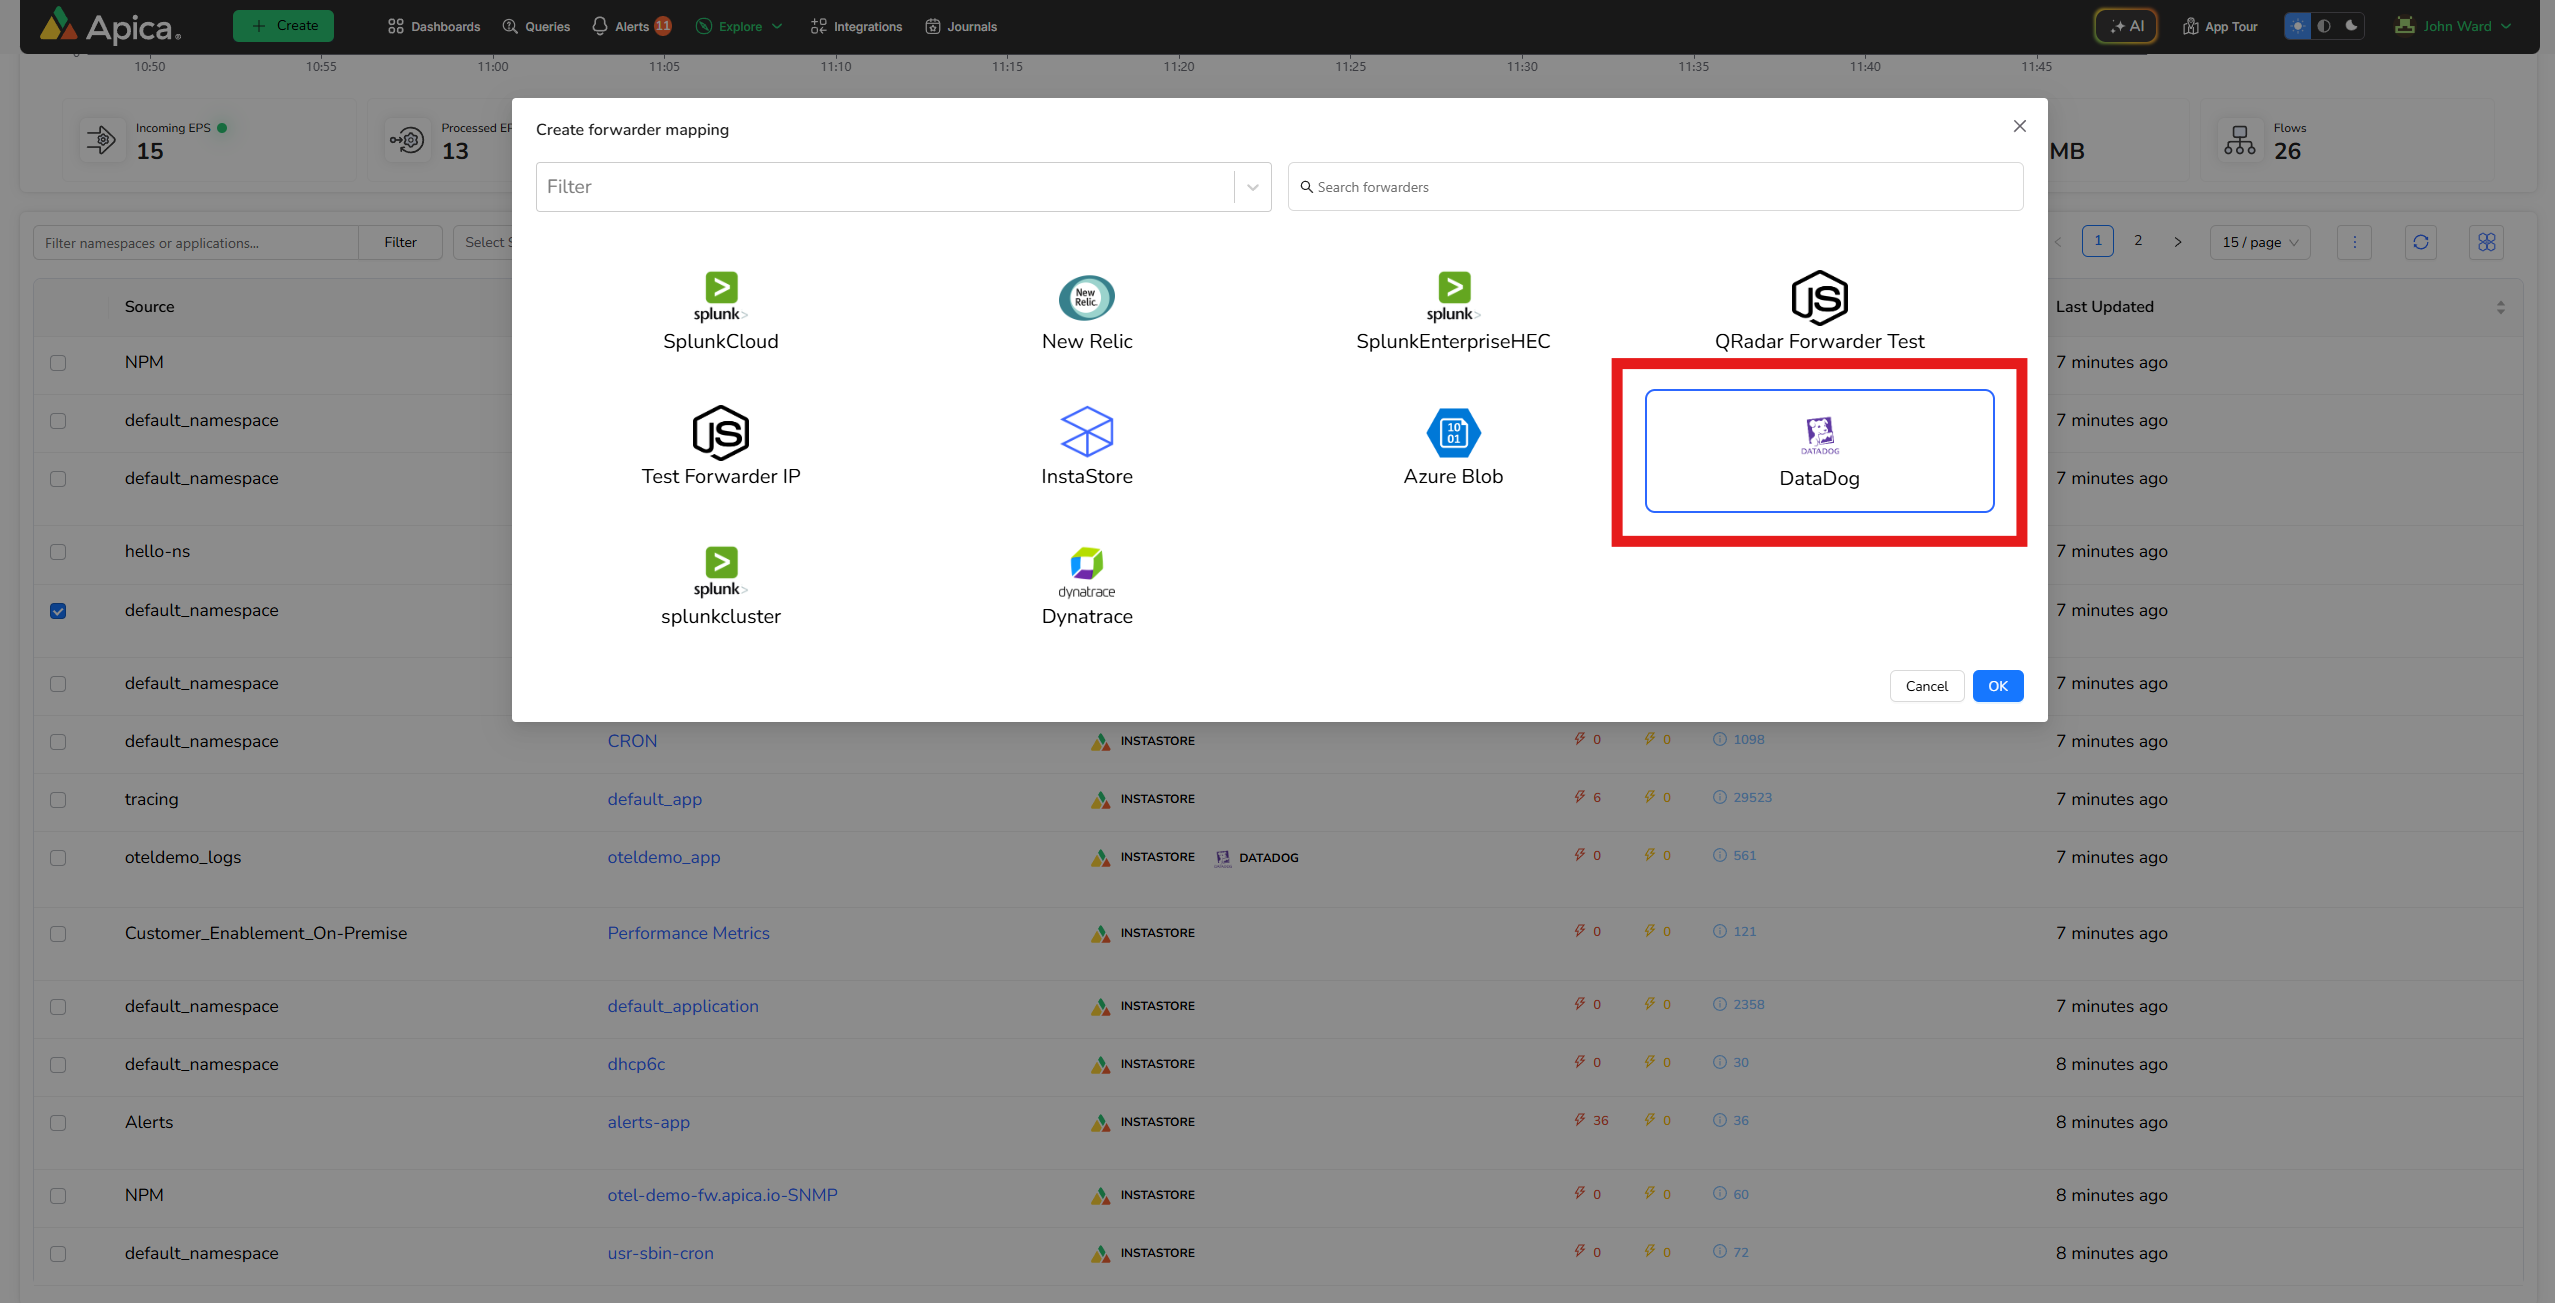 Apica
Create
Dashboards
Queries
Alerts 11
Explore
Integrations
Journals
AI
App Tour
John Ward
10:50 10:55 11:00 11:05 11:10 11:15 11:20 11:25 11:30 11:35 11:40 11:45
Incoming EPS
15
Processed EP
13
MB
Flows
26
Create forwarder mapping
Filter
Search forwarders
SplunkCloud
New Relic
SplunkEnterpriseHEC
QRadar Forwarder Test
Test Forwarder IP
InstaStore
Azure Blob
DataDog
splunkcluster
Dynatrace
Cancel
OK
Filter namespaces or applications...
Filter
Select S
1 2
15 / page
Source
Last Updated
NPM 7 minutes ago
default_namespace 7 minutes ago
default_namespace 7 minutes ago
hello-ns 7 minutes ago
default_namespace 7 minutes ago
default_namespace 7 minutes ago
default_namespace CRON INSTASTORE 0 0 1098 7 minutes ago
tracing default_app INSTASTORE 6 0 29523 7 minutes ago
oteldemo_logs oteldemo_app INSTASTORE DATADOG 0 0 561 7 minutes ago
Customer_Enablement_On-Premise Performance Metrics INSTASTORE 0 0 121 7 minutes ago
default_namespace default_application INSTASTORE 0 0 2358 7 minutes ago
default_namespace dhcp6c INSTASTORE 0 0 30 8 minutes ago
Alerts alerts-app INSTASTORE 36 0 36 8 minutes ago
NPM otel-demo-fw.apica.io-SNMP INSTASTORE 0 0 60 8 minutes ago
default_namespace usr-sbin-cron INSTASTORE 0 0 72 8 minutes ago